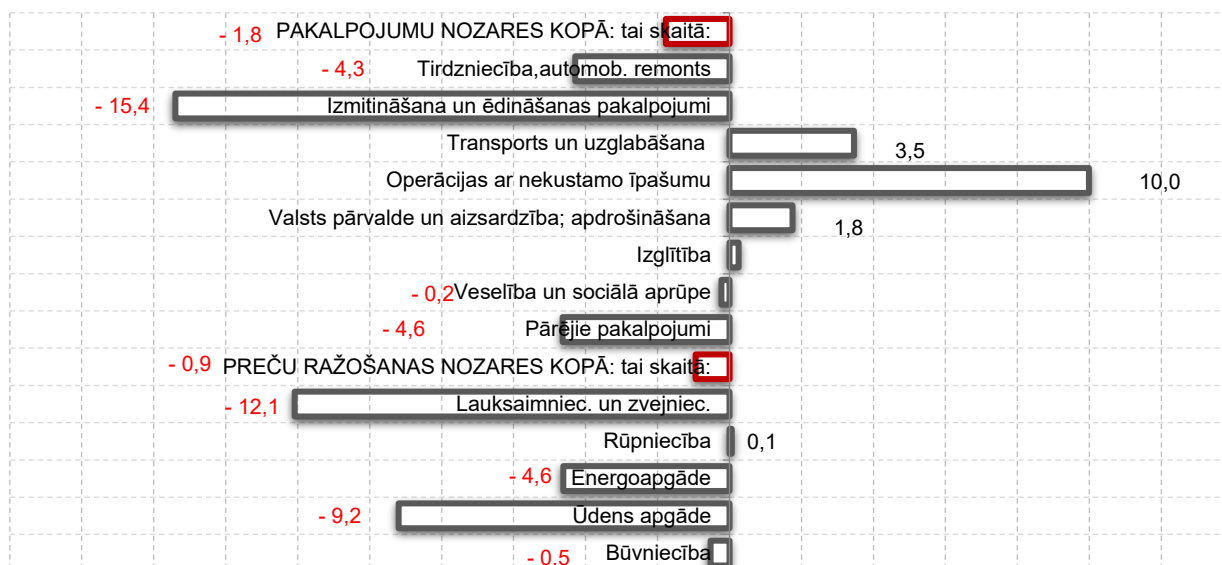 - 1,8 PAKALPOJUMU NOZARES KOPĀ: tai skaitā:
- 4,3 Tirdzniecība,automob. remonts
- 15,4 Izmitināšana un ēdināšanas pakalpojumi
Transports un uzglabāšana 3,5
Operācijas ar nekustamo īpašumu 10,0
Valsts pārvalde un aizsardzība; apdrošināšana 1,8
Izglītība
- 0,2 Veselība un sociālā aprūpe
- 4,6 Pārējie pakalpojumi
- 0,9 PREČU RAŽOŠANAS NOZARES KOPĀ: tai skaitā:
- 12,1 Lauksaimniec. un zvejniec.
Rūpniecība 0,1
- 4,6 Energoapgāde
- 9,2 Ūdens apgāde
- 0,5 Būvniecība